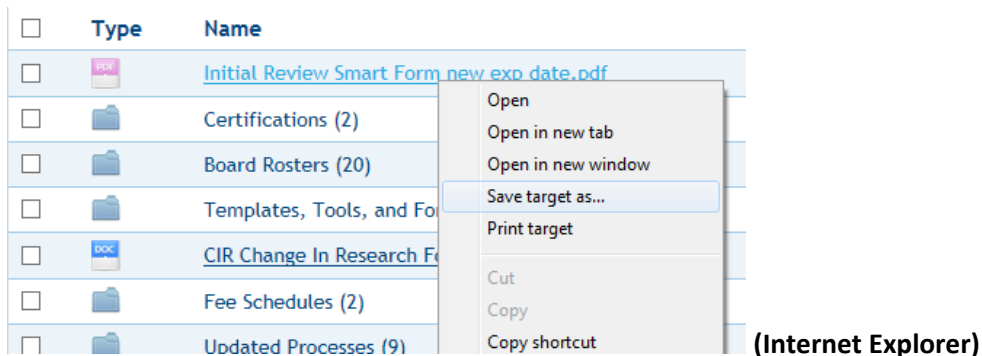 Type Name
PDF Initial Review Smart Form new exp date.pdf
Open
Certifications (2)
Open in new tab
Board Rosters (20)
Open in new window
Save target as...
Templates, Tools, and Fo
Print target
DOC CIR Change In Research F
Cut
Fee Schedules (2)
Copy
Updated Processes (9)
Copy shortcut
(Internet Explorer)